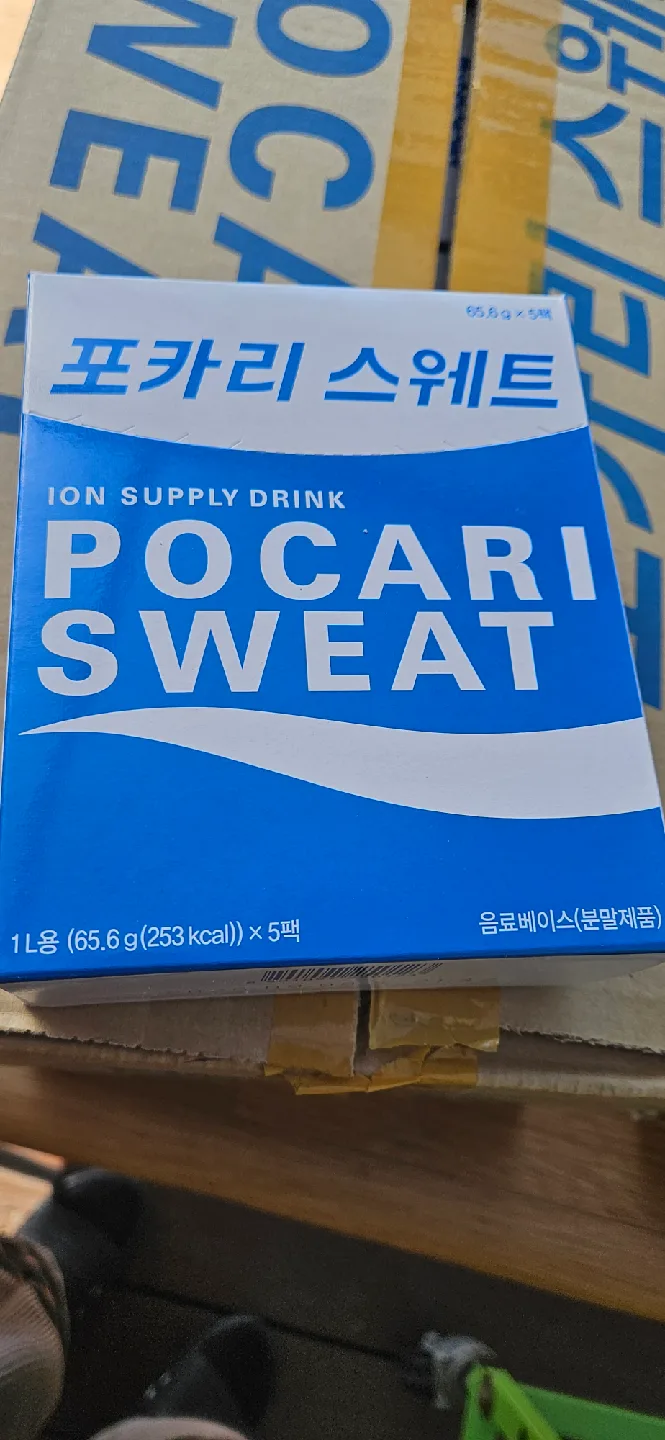 65.6g×5팩
포카리 스웨트
ION SUPPLY DRINK
POCARI
SWEAT
1L용 (65.6g(253kcal))×5팩
음료베이스(분말제품)